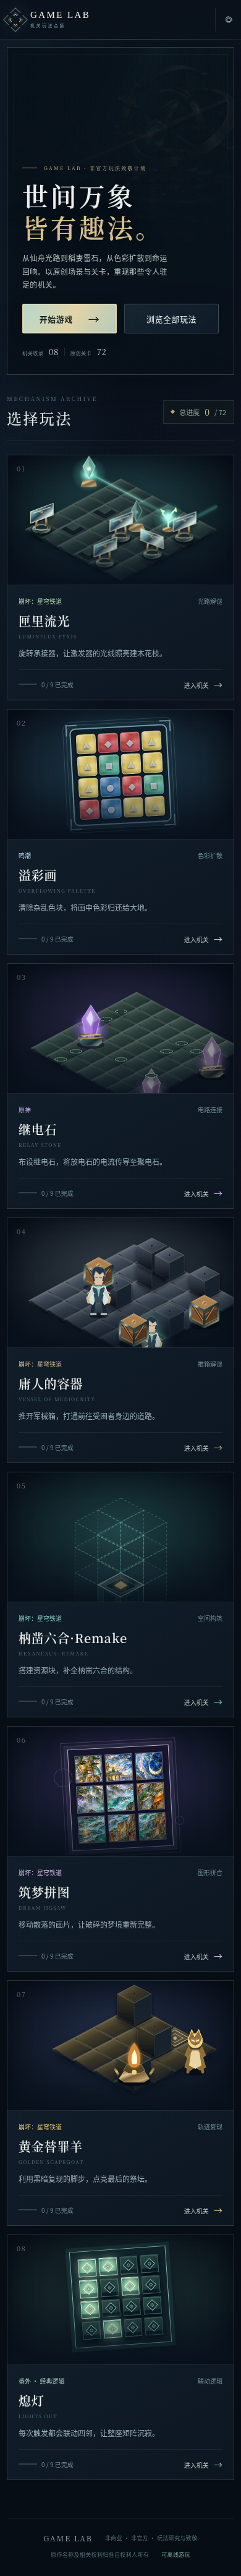 GAME LAB
机关玩法合集
GAME LAB · 非官方玩法致敬计划
世间万象
皆有趣法。
从仙舟光路到稻妻雷石，从色彩扩散到命运
回响。以原创场景与关卡，重现那些令人驻
足的机关。
开始游戏
浏览全部玩法
机关收录 08
原创关卡 72
MECHANISM ARCHIVE
选择玩法
总进度 0 / 72
01
崩坏：星穹铁道
光路解谜
匣里流光
LUMINFLUX PYXIS
旋转承接器，让激发器的光线照亮建木花枝。
0 / 9 已完成
进入机关
02
鸣潮
色彩扩散
溢彩画
OVERFLOWING PALETTE
清除杂乱色块，将画中色彩归还给大地。
0 / 9 已完成
进入机关
03
原神
电路连接
继电石
RELAY STONE
布设继电石，将放电石的电流传导至聚电石。
0 / 9 已完成
进入机关
04
崩坏：星穹铁道
推箱解谜
庸人的容器
VESSEL OF MEDIOCRITY
推开军械箱，打通前往受困者身边的道路。
0 / 9 已完成
进入机关
05
崩坏：星穹铁道
空间构筑
枘凿六合·Remake
HEXANEXUS: REMAKE
搭建资源块，补全枘凿六合的结构。
0 / 9 已完成
进入机关
06
崩坏：星穹铁道
图形拼合
筑梦拼图
DREAM JIGSAW
移动散落的画片，让破碎的梦境重新完整。
0 / 9 已完成
进入机关
07
崩坏：星穹铁道
轨迹复现
黄金替罪羊
GOLDEN SCAPEGOAT
利用黑暗复现的脚步，点亮最后的祭坛。
0 / 9 已完成
进入机关
08
番外 · 经典逻辑
联动逻辑
熄灯
LIGHTS OUT
每次触发都会联动四邻，让整座矩阵沉寂。
0 / 9 已完成
进入机关
GAME LAB
非商业 · 非官方 · 玩法研究与致敬
原作名称及相关权利归各自权利人所有
可离线游玩